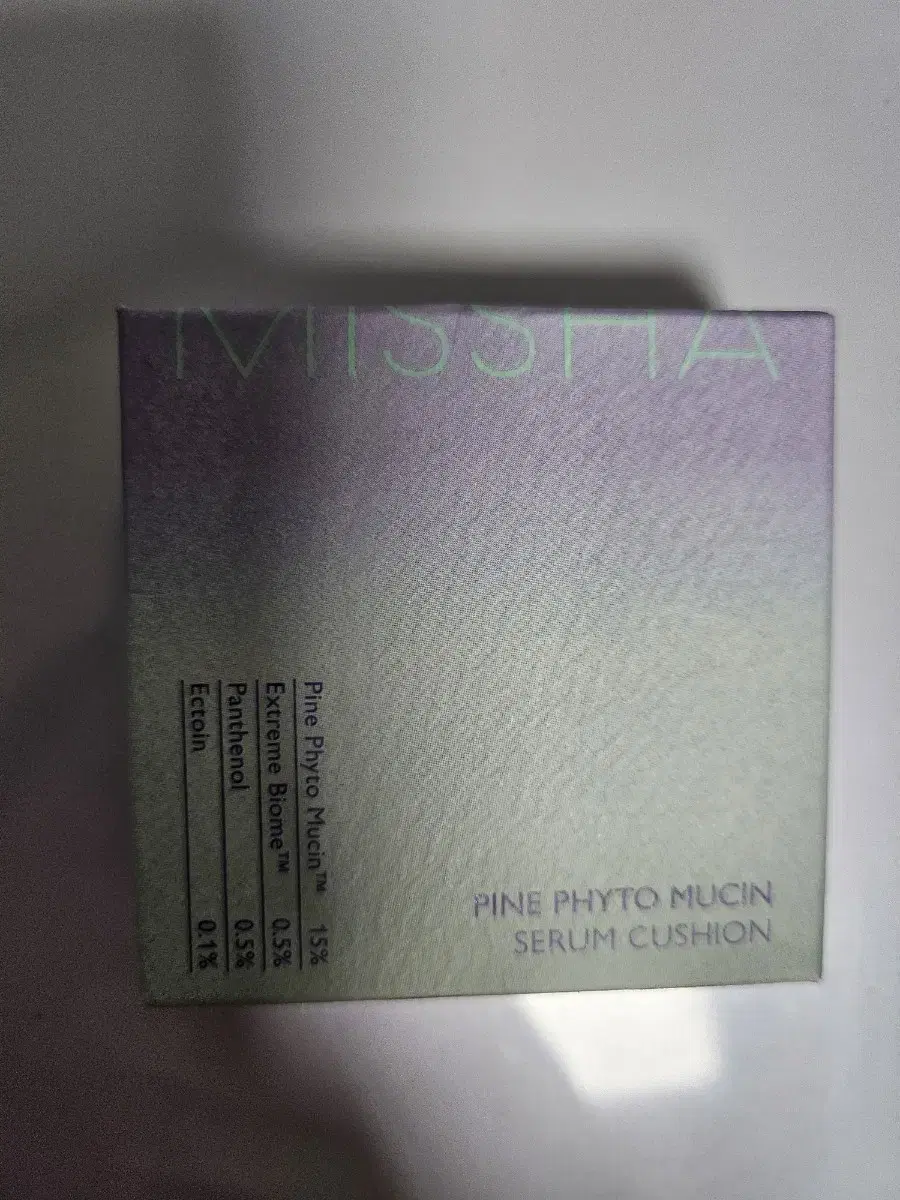 MISSHA
Pine Phyto Mucin™ 15%
Extreme Biome™ 0.5%
Panthenol 0.5%
Ectoin 0.1%
PINE PHYTO MUCIN
SERUM CUSHION